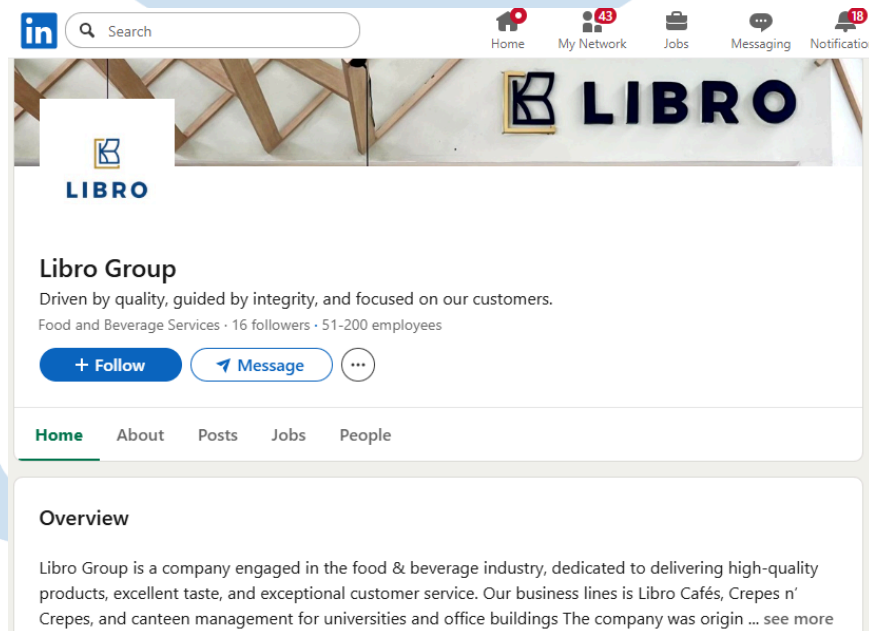 in Search
Home
43
My Network
Jobs
Messaging
18
Notificatio
LIBRO
LIBRO
Libro Group
Driven by quality, guided by integrity, and focused on our customers.
Food and Beverage Services · 16 followers · 51-200 employees
+ Follow
Message
...
Home About Posts Jobs People
Overview
Libro Group is a company engaged in the food & beverage industry, dedicated to delivering high-quality
products, excellent taste, and exceptional customer service. Our business lines is Libro Cafés, Crepes n’
Crepes, and canteen management for universities and office buildings The company was origin ... see more